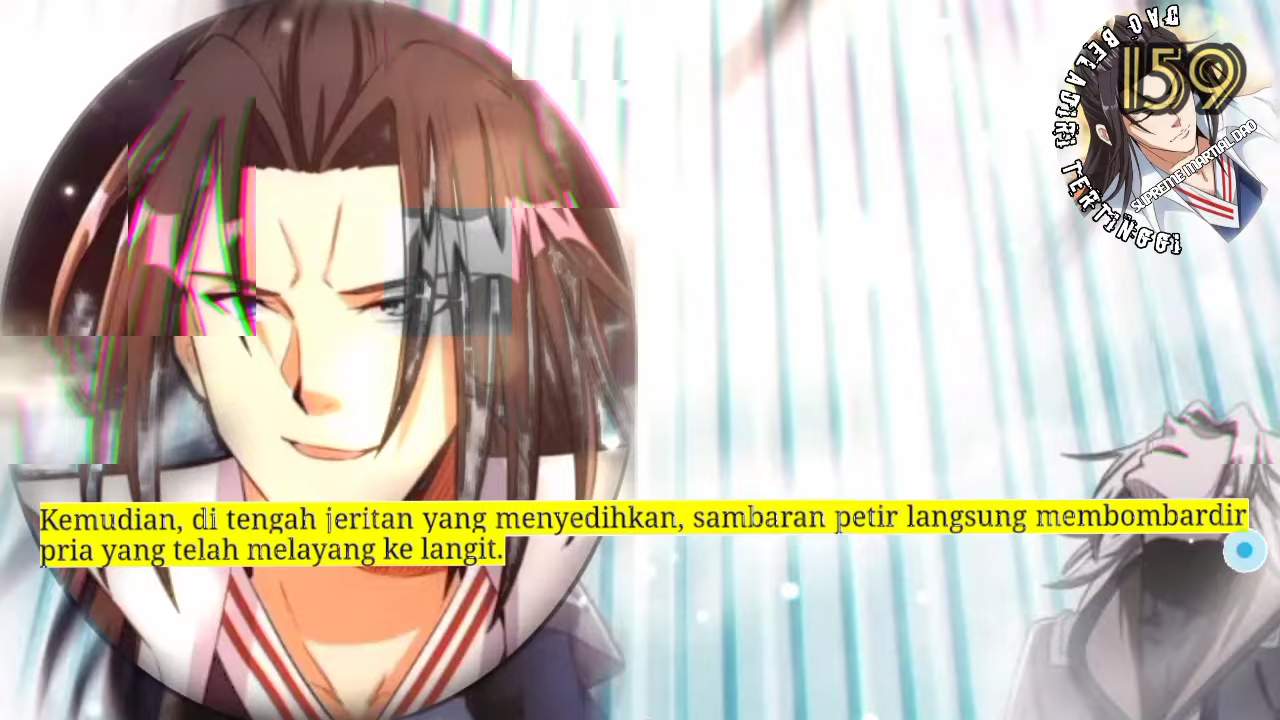 DAO BELADIRI TERTINGGI
159
SUPREME MARTIAL DAO
Kemudian, di tengah jeritan yang menyedihkan, sambaran petir langsung membombardir
pria yang telah melayang ke langit.